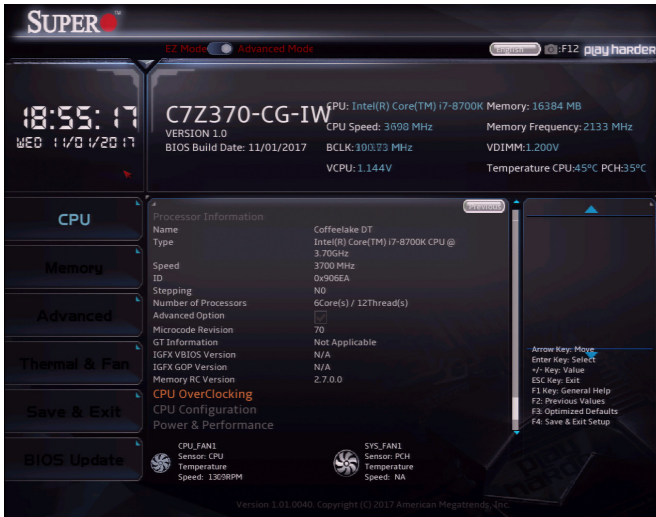 SUPER
EZ Mode Advanced Mode
English :F12 play harder
18:55:17
WED 11/01/2017
C7Z370-CG-IW
VERSION 1.0
BIOS Build Date: 11/01/2017
CPU: Intel(R) Core(TM) i7-8700K
CPU Speed: 3698 MHz
BCLK: MHz
VCPU: 1.144V
Memory: 16384 MB
Memory Frequency: 2133 MHz
VDIMM: 1.200V
Temperature CPU:45°C PCH:35°C
CPU
Memory
Advanced
Thermal & Fan
Save & Exit
BIOS Update
Previous
Processor Information
Name Coffeelake DT
Type Intel(R) Core(TM) i7-8700K CPU @
3.70GHz
Speed 3700 MHz
ID 0x906EA
Stepping N0
Number of Processors 6Core(s) / 12Thread(s)
Advanced Option
Microcode Revision 70
GT Information Not Applicable
IGFX VBIOS Version N/A
IGFX GOP Version N/A
Memory RC Version 2.7.0.0
CPU OverClocking
CPU Configuration
Power & Performance
CPU_FAN1
Sensor: CPU
Temperature
Speed: 1309RPM
SYS_FAN1
Sensor: PCH
Temperature
Speed: NA
Arrow Key: Move
Enter Key: Select
+/- Key: Value
ESC Key: Exit
F1 Key: General Help
F2: Previous Values
F3: Optimized Defaults
F4: Save & Exit Setup
PLAY HARDER
Version 1.01.0040. Copyright (C) 2017 American Megatrends, Inc.